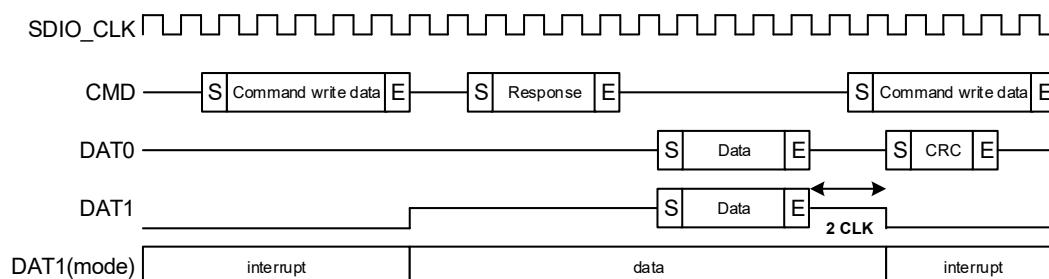 SDIO_CLK
CMD S Command write data E S Response E S Command write data E
DAT0 S Data E S CRC E
DAT1 S Data E
2 CLK
DAT1(mode) interrupt data interrupt